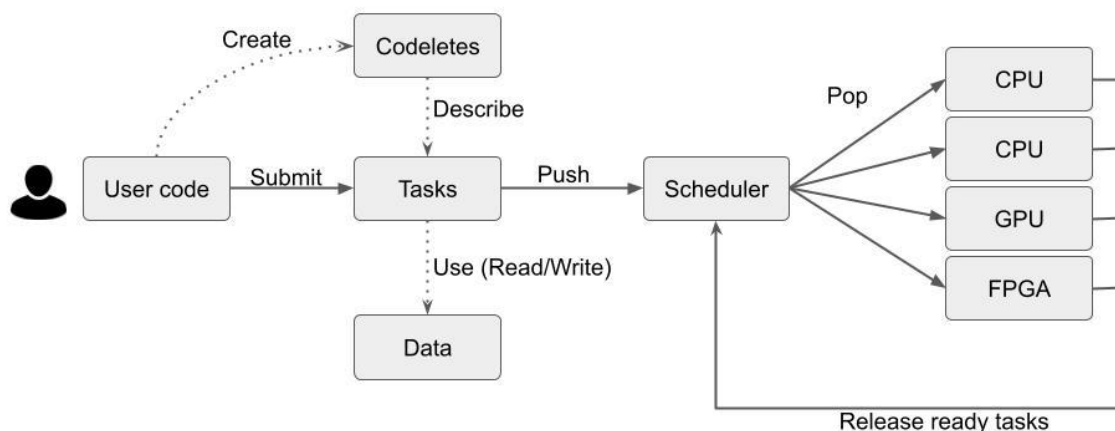 Create
Codeletes
CPU
Pop
Describe
CPU
User code
Submit
Tasks
Push
Scheduler
GPU
Use (Read/Write)
FPGA
Data
Release ready tasks